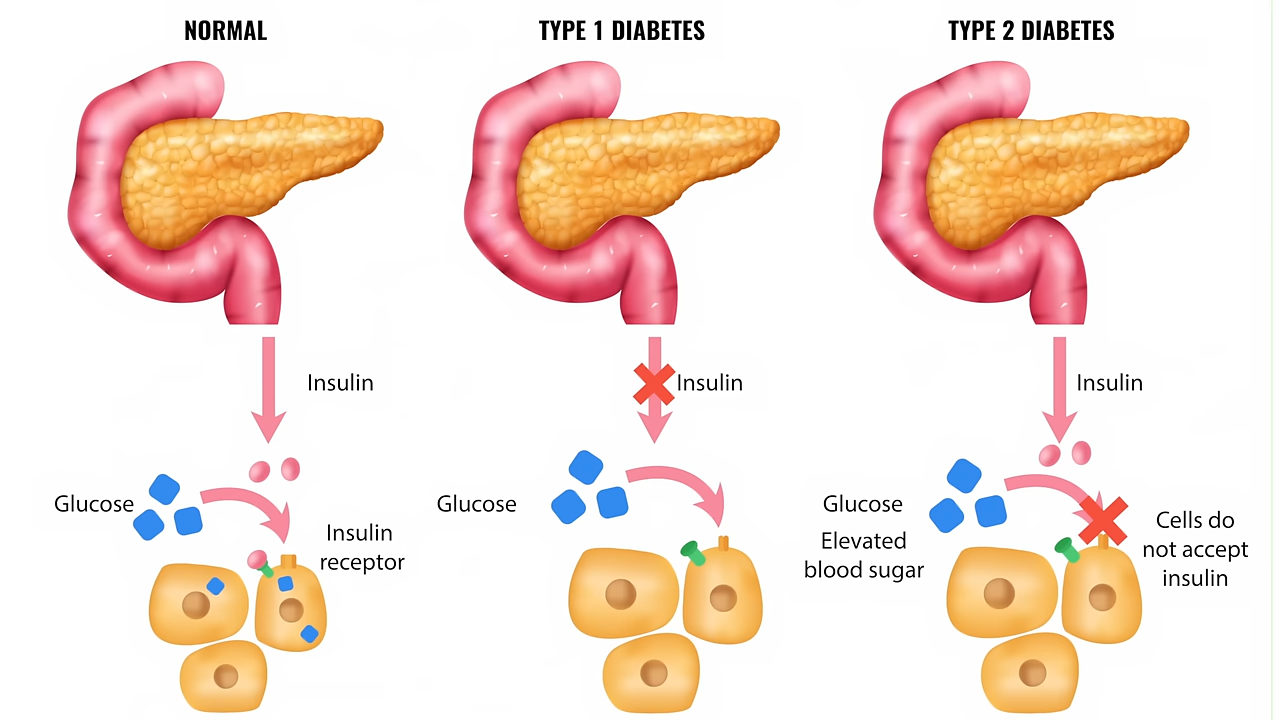 NORMAL
TYPE 1 DIABETES
TYPE 2 DIABETES
Insulin
Glucose
Insulin
receptor
Insulin
Glucose
Insulin
Glucose
Elevated
blood sugar
Cells do
not accept
insulin